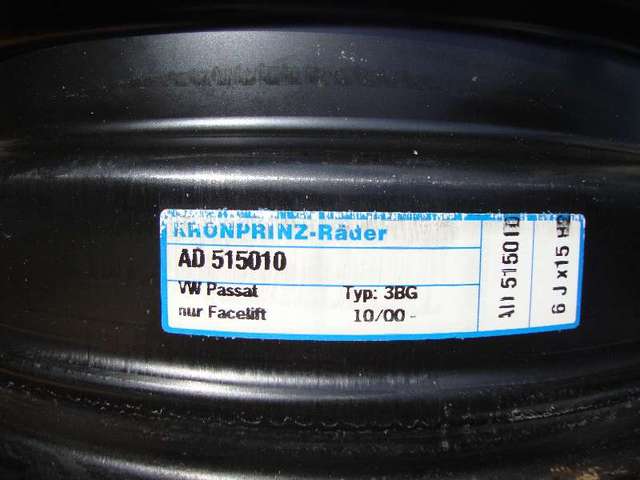 KRONPRINZ-Räder
AD 515010
VW Passat Typ: 3BG
nur Facelift 10/00 -
AD 515010
6 J x 15 H2